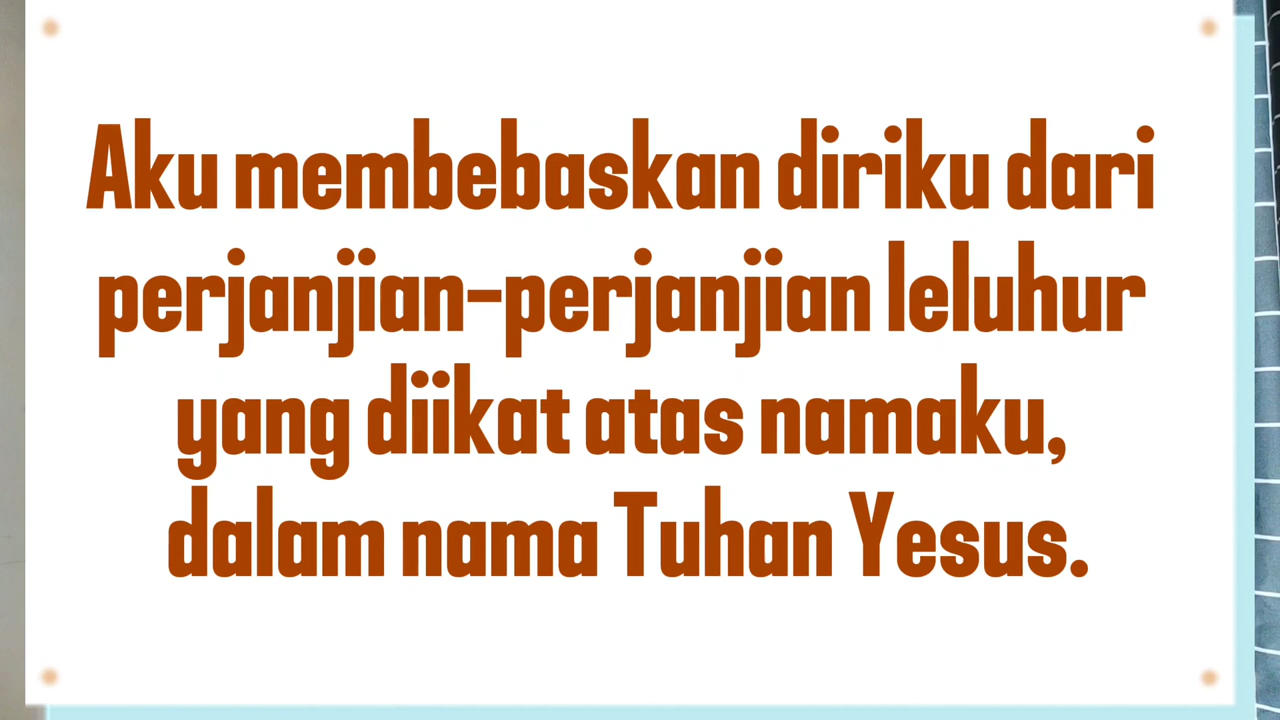 Aku membebaskan diriku dari
perjanjian-perjanjian leluhur
yang diikat atas namaku,
dalam nama Tuhan Yesus.